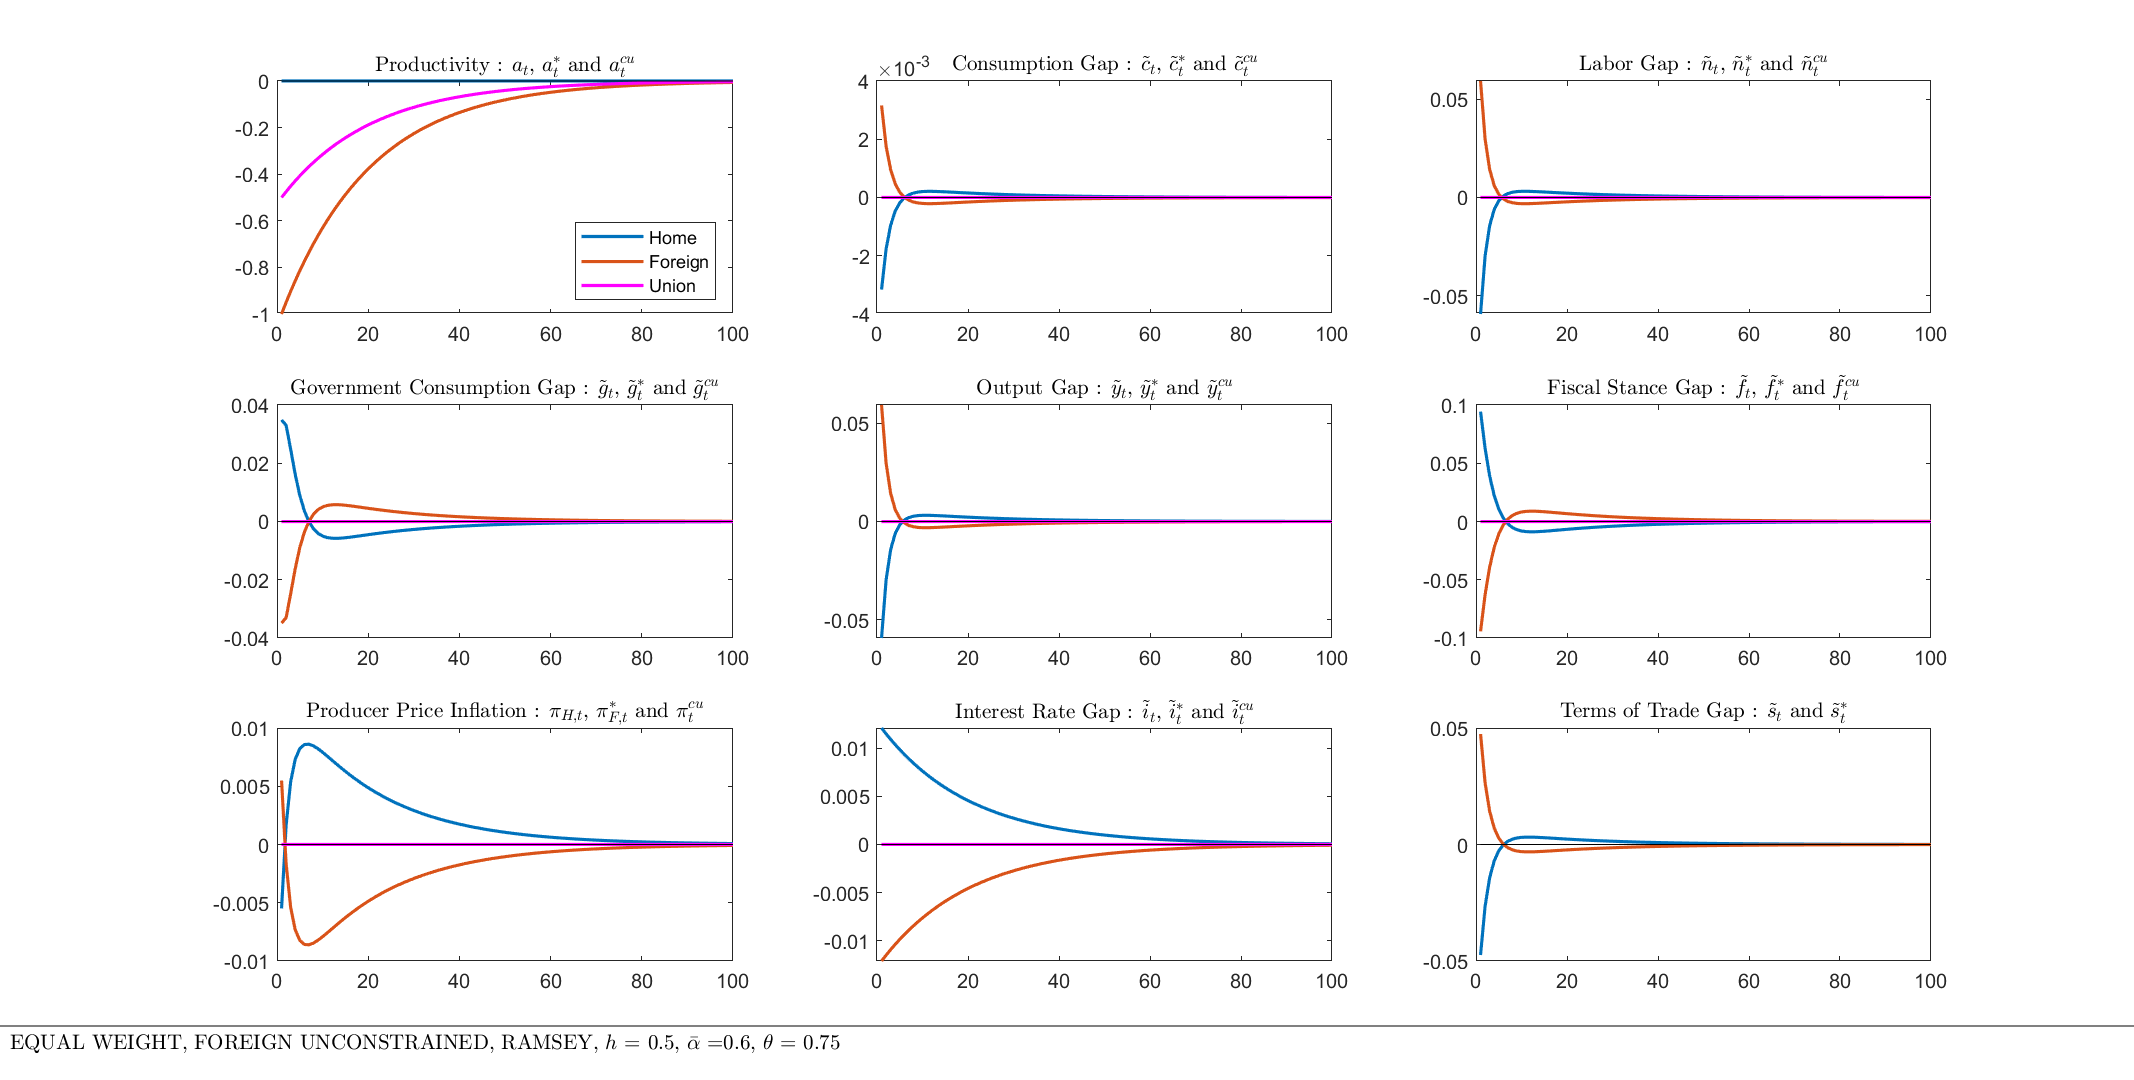 Productivity : a_t, a_t^* and a_t^{cu}
0
-0.2
-0.4
-0.6
-0.8
-1
0 20 40 60 80 100
Home
Foreign
Union
×10^{-3}
Consumption Gap : c̃_t, c̃_t^* and c̃_t^{cu}
4
2
0
-2
-4
0 20 40 60 80 100
Labor Gap : ñ_t, ñ_t^* and ñ_t^{cu}
0.05
0
-0.05
0 20 40 60 80 100
Government Consumption Gap : g̃_t, g̃_t^* and g̃_t^{cu}
0.04
0.02
0
-0.02
-0.04
0 20 40 60 80 100
Output Gap : ỹ_t, ỹ_t^* and ỹ_t^{cu}
0.05
0
-0.05
0 20 40 60 80 100
Fiscal Stance Gap : f̃_t, f̃_t^* and f̃_t^{cu}
0.1
0.05
0
-0.05
-0.1
0 20 40 60 80 100
Producer Price Inflation : π_{H,t}, π_{F,t}^* and π_t^{cu}
0.01
0.005
0
-0.005
-0.01
0 20 40 60 80 100
Interest Rate Gap : ĩ_t, ĩ_t^* and ĩ_t^{cu}
0.01
0.005
0
-0.005
-0.01
0 20 40 60 80 100
Terms of Trade Gap : s̃_t and s̃_t^*
0.05
0
-0.05
0 20 40 60 80 100
EQUAL WEIGHT, FOREIGN UNCONSTRAINED, RAMSEY, h = 0.5, ᾱ =0.6, θ = 0.75